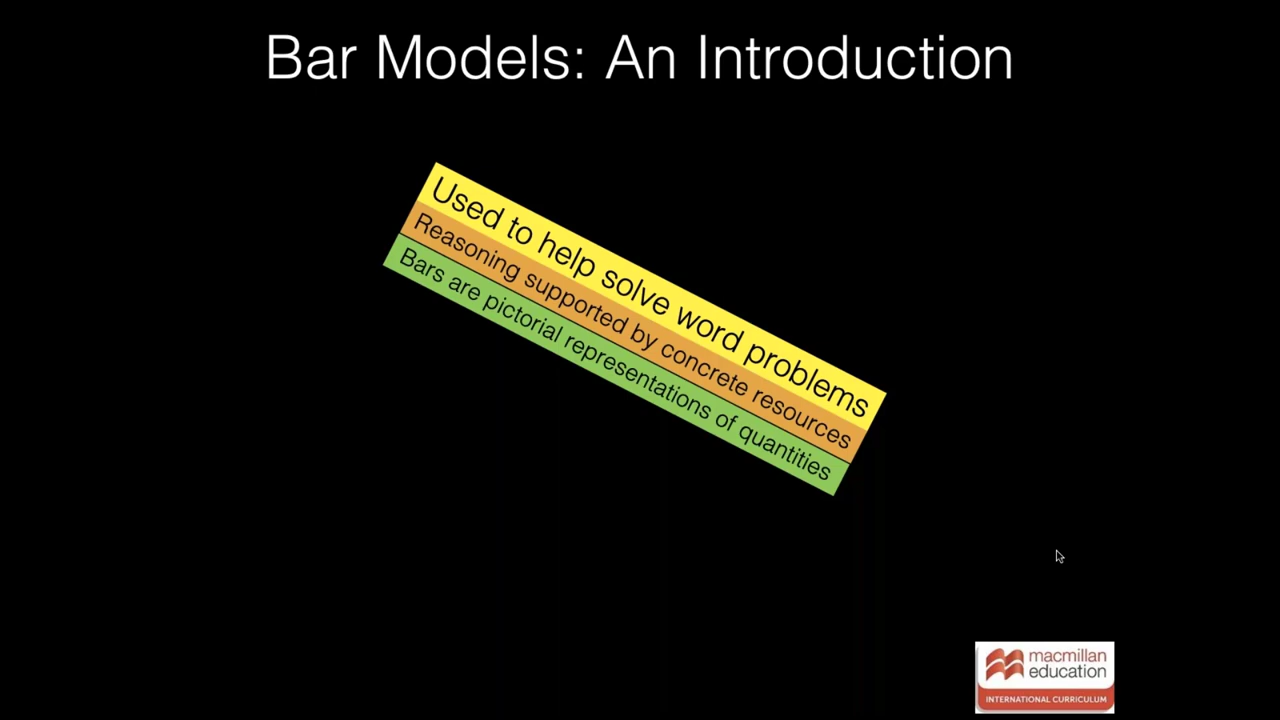 Bar Models: An Introduction
Used to help solve word problems
Reasoning supported by concrete resources
Bars are pictorial representations of quantities
macmillan
education
INTERNATIONAL CURRICULUM